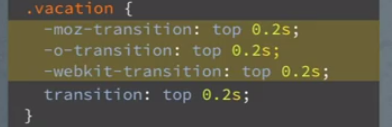 .vacation {
-moz-transition: top 0.2s;
-o-transition: top 0.2s;
-webkit-transition: top 0.2s;
transition: top 0.2s;
}